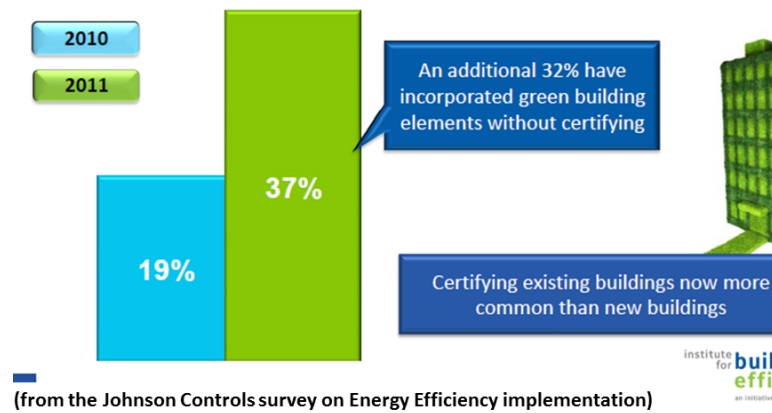 2010
2011
An additional 32% have
incorporated green building
elements without certifying
37%
19%
Certifying existing buildings now more
common than new buildings
institute
for
(from the Johnson Controls survey on Energy Efficiency implementation)